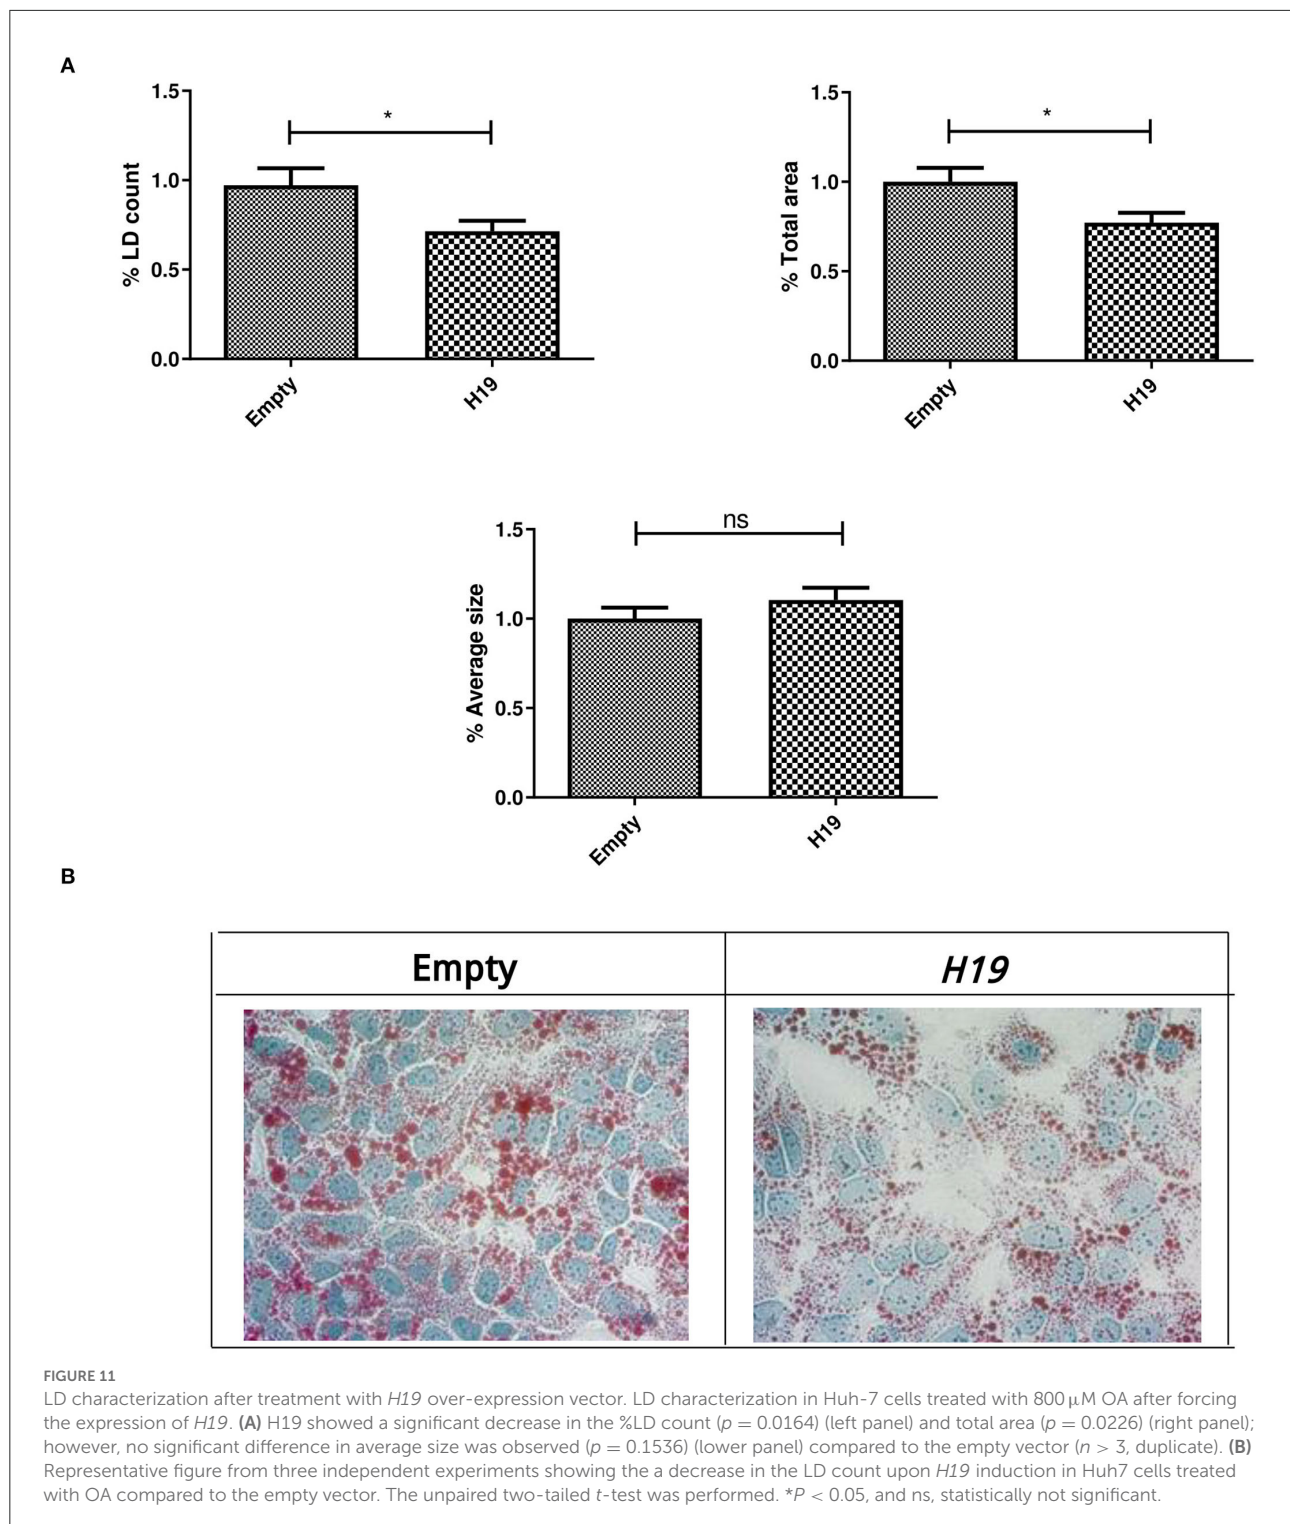 A
1.5
1.0
0.5
0.0
% LD count
*
Empty
H19
1.5
1.0
0.5
0.0
% Total area
*
Empty
H19
1.5
1.0
0.5
0.0
% Average size
ns
Empty
H19
B
Empty
H19
FIGURE 11
LD characterization after treatment with H19 over-expression vector. LD characterization in Huh-7 cells treated with 800 μM OA after forcing
the expression of H19. (A) H19 showed a significant decrease in the %LD count (p = 0.0164) (left panel) and total area (p = 0.0226) (right panel);
however, no significant difference in average size was observed (p = 0.1536) (lower panel) compared to the empty vector (n > 3, duplicate). (B)
Representative figure from three independent experiments showing the a decrease in the LD count upon H19 induction in Huh7 cells treated
with OA compared to the empty vector. The unpaired two-tailed t-test was performed. *P < 0.05, and ns, statistically not significant.